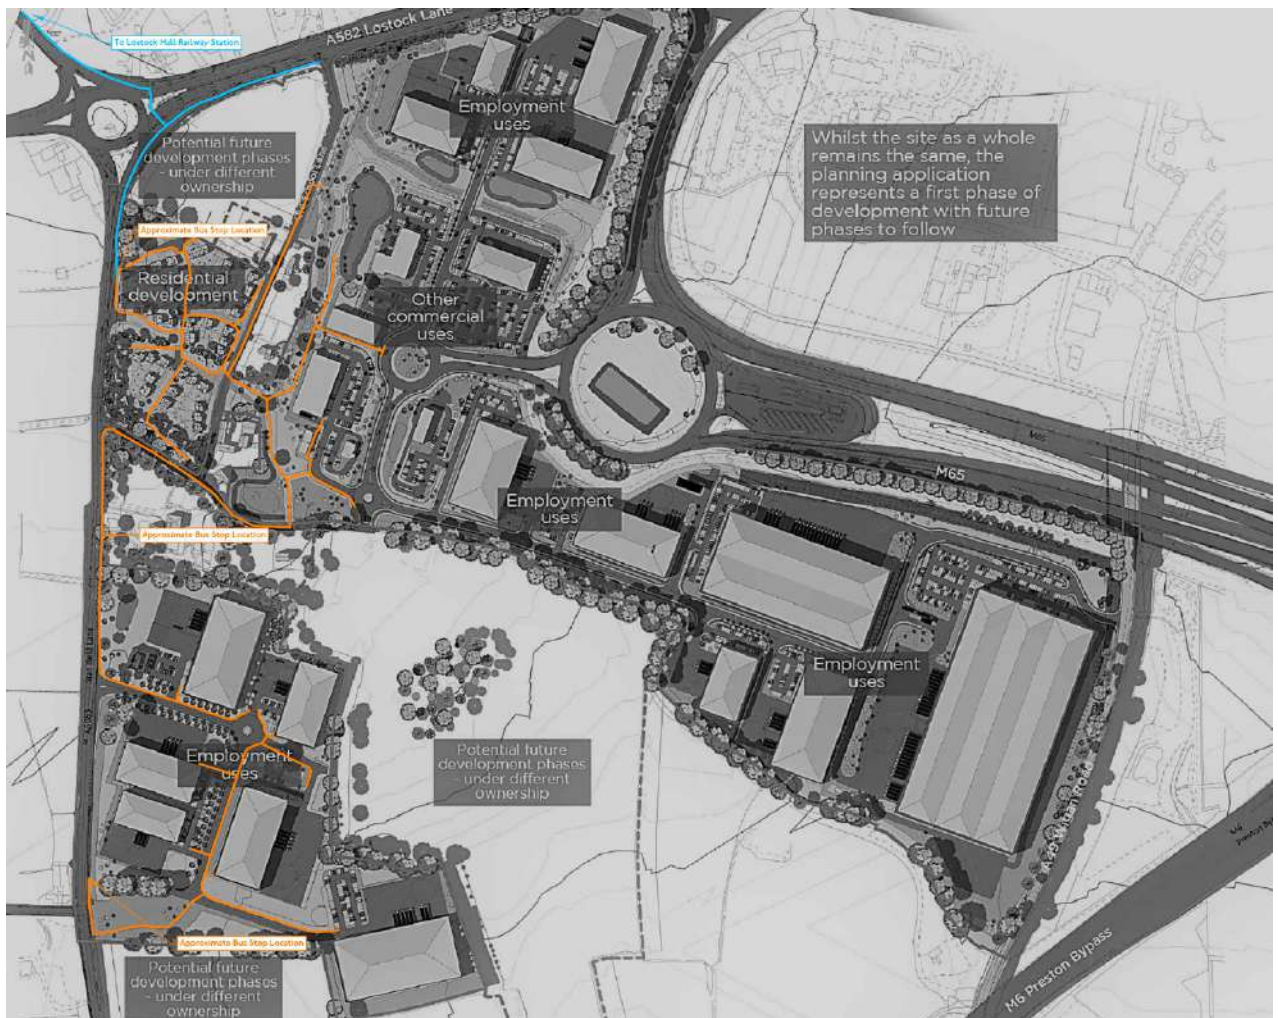 To Lostock Hall Railway Station
A582 Lostock Lane
Employment
uses
Potential future
development phases
- under different
ownership
Whilst the site as a whole
remains the same, the
planning application
represents a first phase of
development with future
phases to follow
Approximate Bus Stop Location
Residential
development
Other
commercial
uses
M65
M65
Employment
uses
Approximate Bus Stop Location
Employment
uses
Employment
uses
Potential future
development phases
- under different
ownership
M6
Preston
M6 Preston Bypass
Approximate Bus Stop Location
Potential future
development phases
- under different
ownership